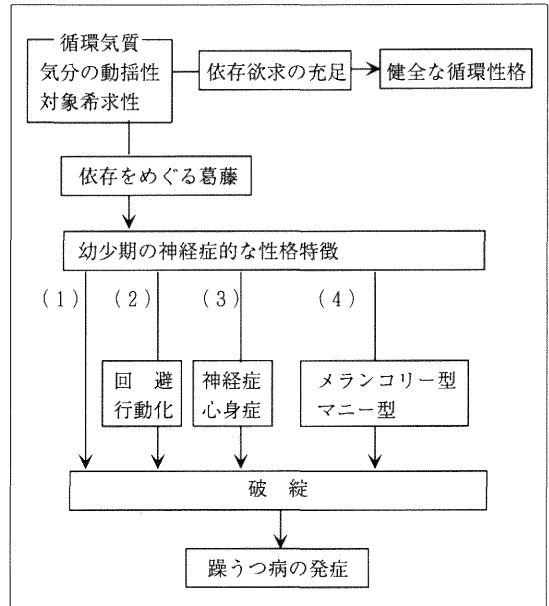 循環気質
気分の動揺性
対象希求性
依存欲求の充足
健全な循環性格
依存をめぐる葛藤
幼少期の神経症的な性格特徴
(1)
(2)
(3)
(4)
回 避
行動化
神経症
心身症
メランコリー型
マニー型
破 綻
躁うつ病の発症